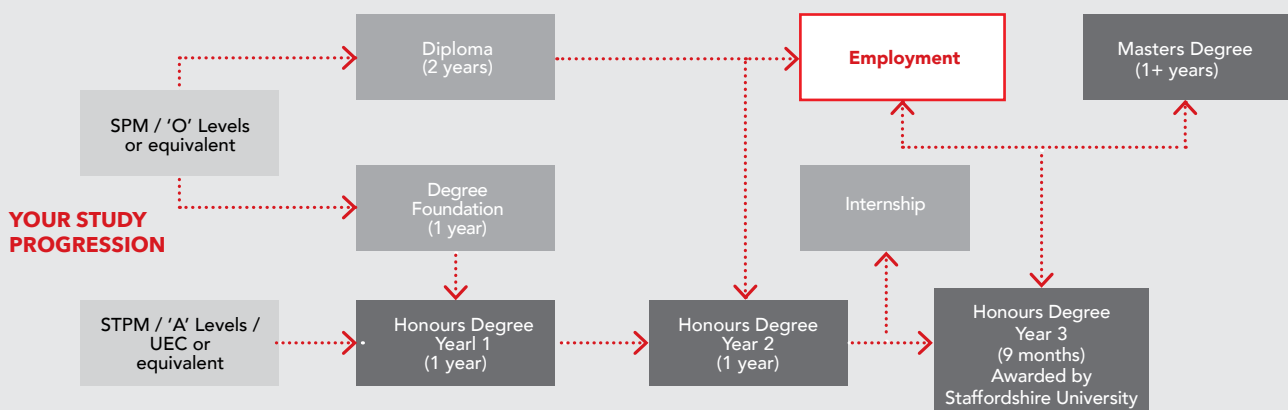 Diploma
(2 years)
Employment
Masters Degree
(1+ years)
SPM / ‘O’ Levels
or equivalent
Degree
Foundation
(1 year)
Internship
YOUR STUDY
PROGRESSION
STPM / ‘A’ Levels /
UEC or
equivalent
Honours Degree
Yearl 1
(1 year)
Honours Degree
Year 2
(1 year)
Honours Degree
Year 3
(9 months)
Awarded by
Staffordshire University